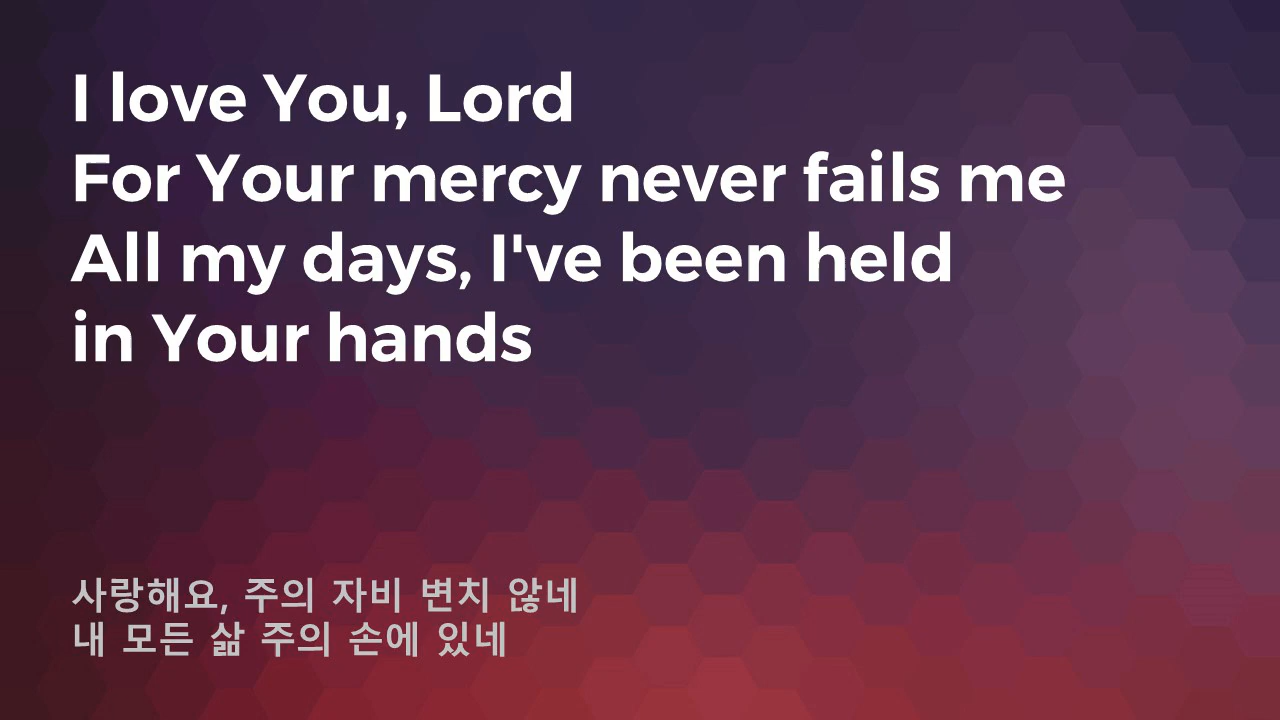 I love You, Lord
For Your mercy never fails me
All my days, I've been held
in Your hands
사랑해요, 주의 자비 변치 않네
내 모든 삶 주의 손에 있네